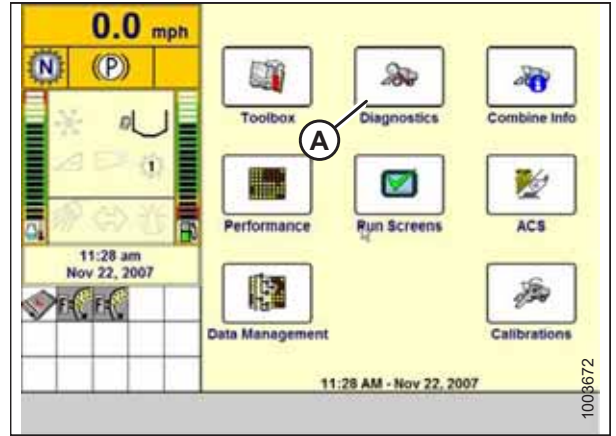 0.0 mph
N (P)
1
11:28 am
Nov 22, 2007
F F
Toolbox
Diagnostics
Combine Info
A
Performance
Run Screens
ACS
Data Management
Calibrations
11:28 AM - Nov 22, 2007
1003672